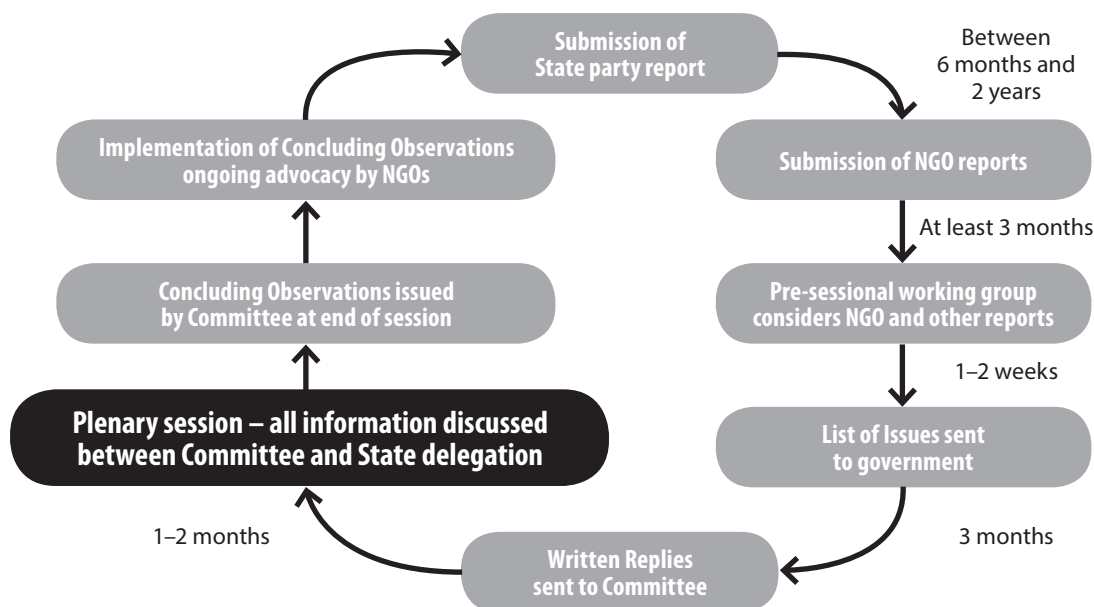 Submission of
State party report
Between
6 months and
2 years
Submission of NGO reports
At least 3 months
Pre-sessional working group
considers NGO and other reports
1–2 weeks
List of Issues sent
to government
3 months
Written Replies
sent to Committee
1–2 months
Plenary session – all information discussed
between Committee and State delegation
Concluding Observations issued
by Committee at end of session
Implementation of Concluding Observations
ongoing advocacy by NGOs